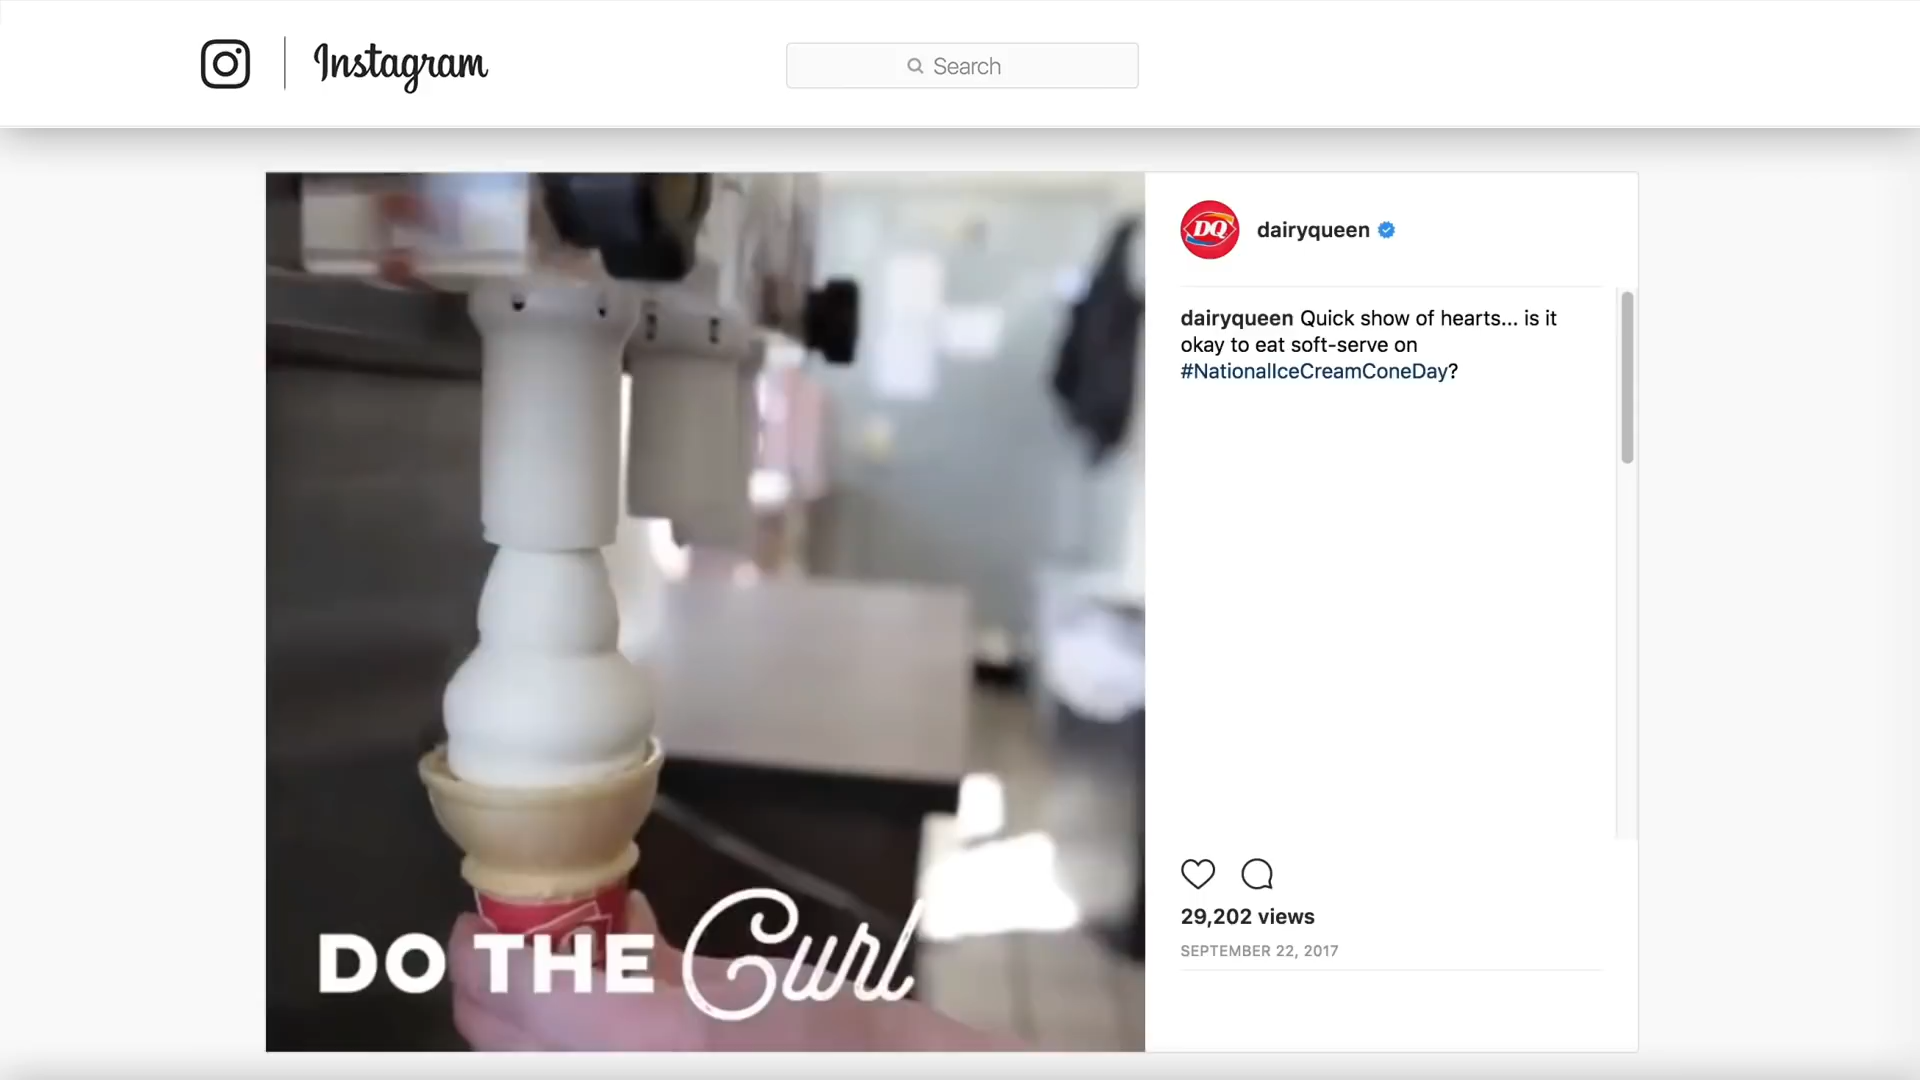 Instagram
Search
DQ
dairyqueen
dairyqueen Quick show of hearts... is it
okay to eat soft-serve on
#NationalIceCreamConeDay?
DO THE Curl
29,202 views
SEPTEMBER 22, 2017